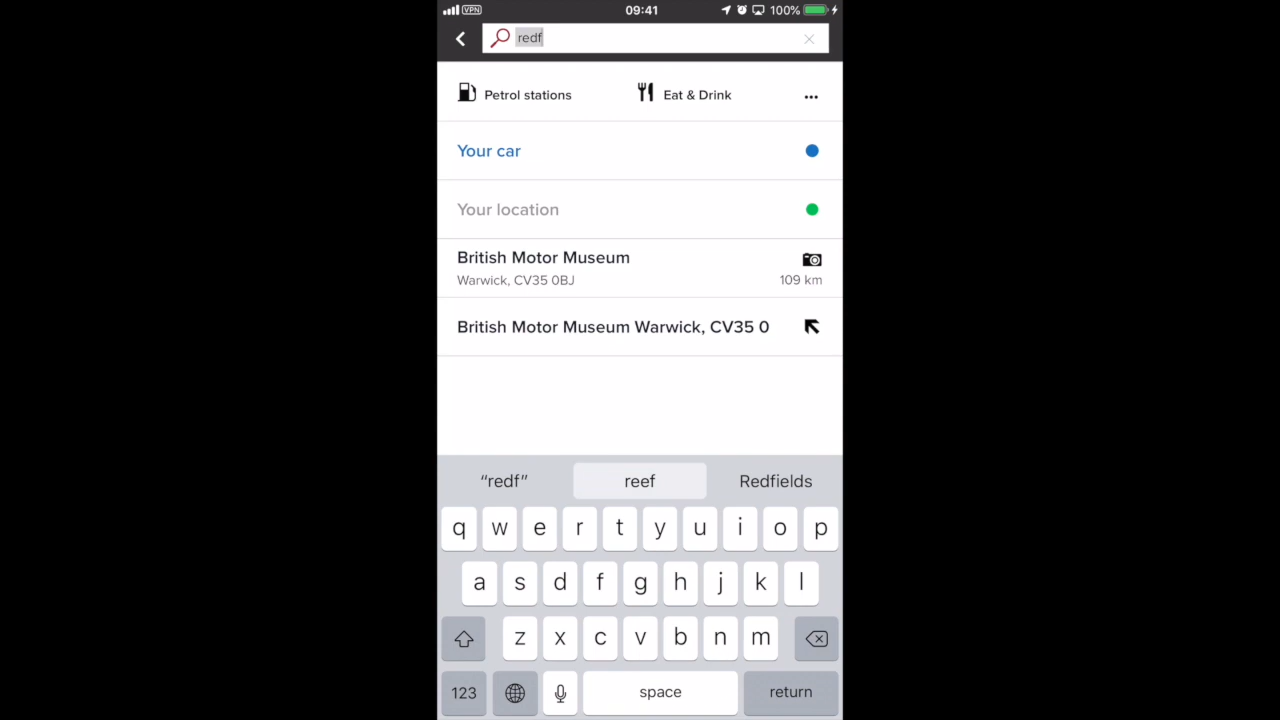 VPN 09:41 100%
redf
Petrol stations Eat & Drink ...
Your car
Your location
British Motor Museum
Warwick, CV35 0BJ 109 km
British Motor Museum Warwick, CV35 0
“redf” reef Redfields
q w e r t y u i o p
a s d f g h j k l
z x c v b n m
123 space return